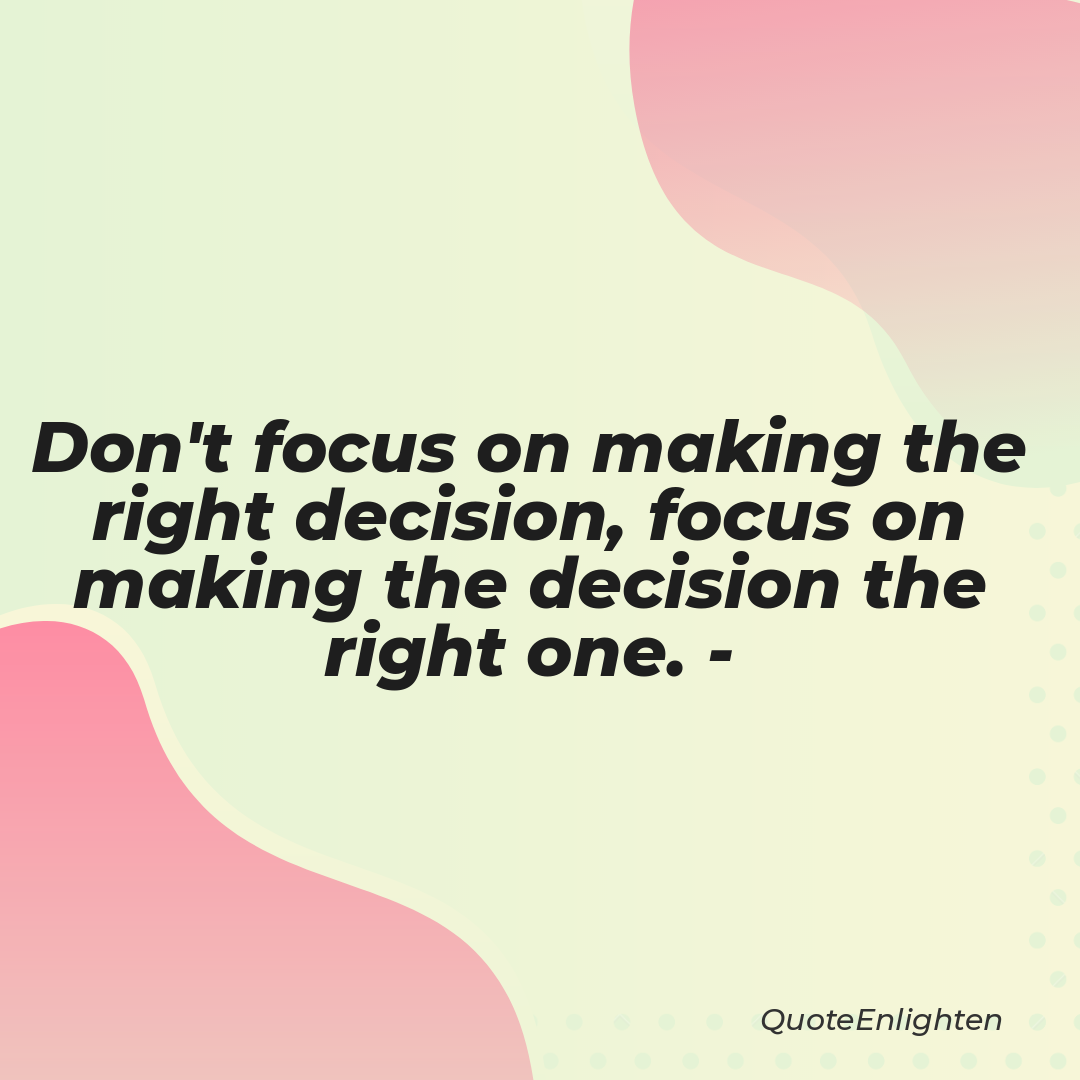 Don't focus on making the
right decision, focus on
making the decision the
right one. -
QuoteEnlighten